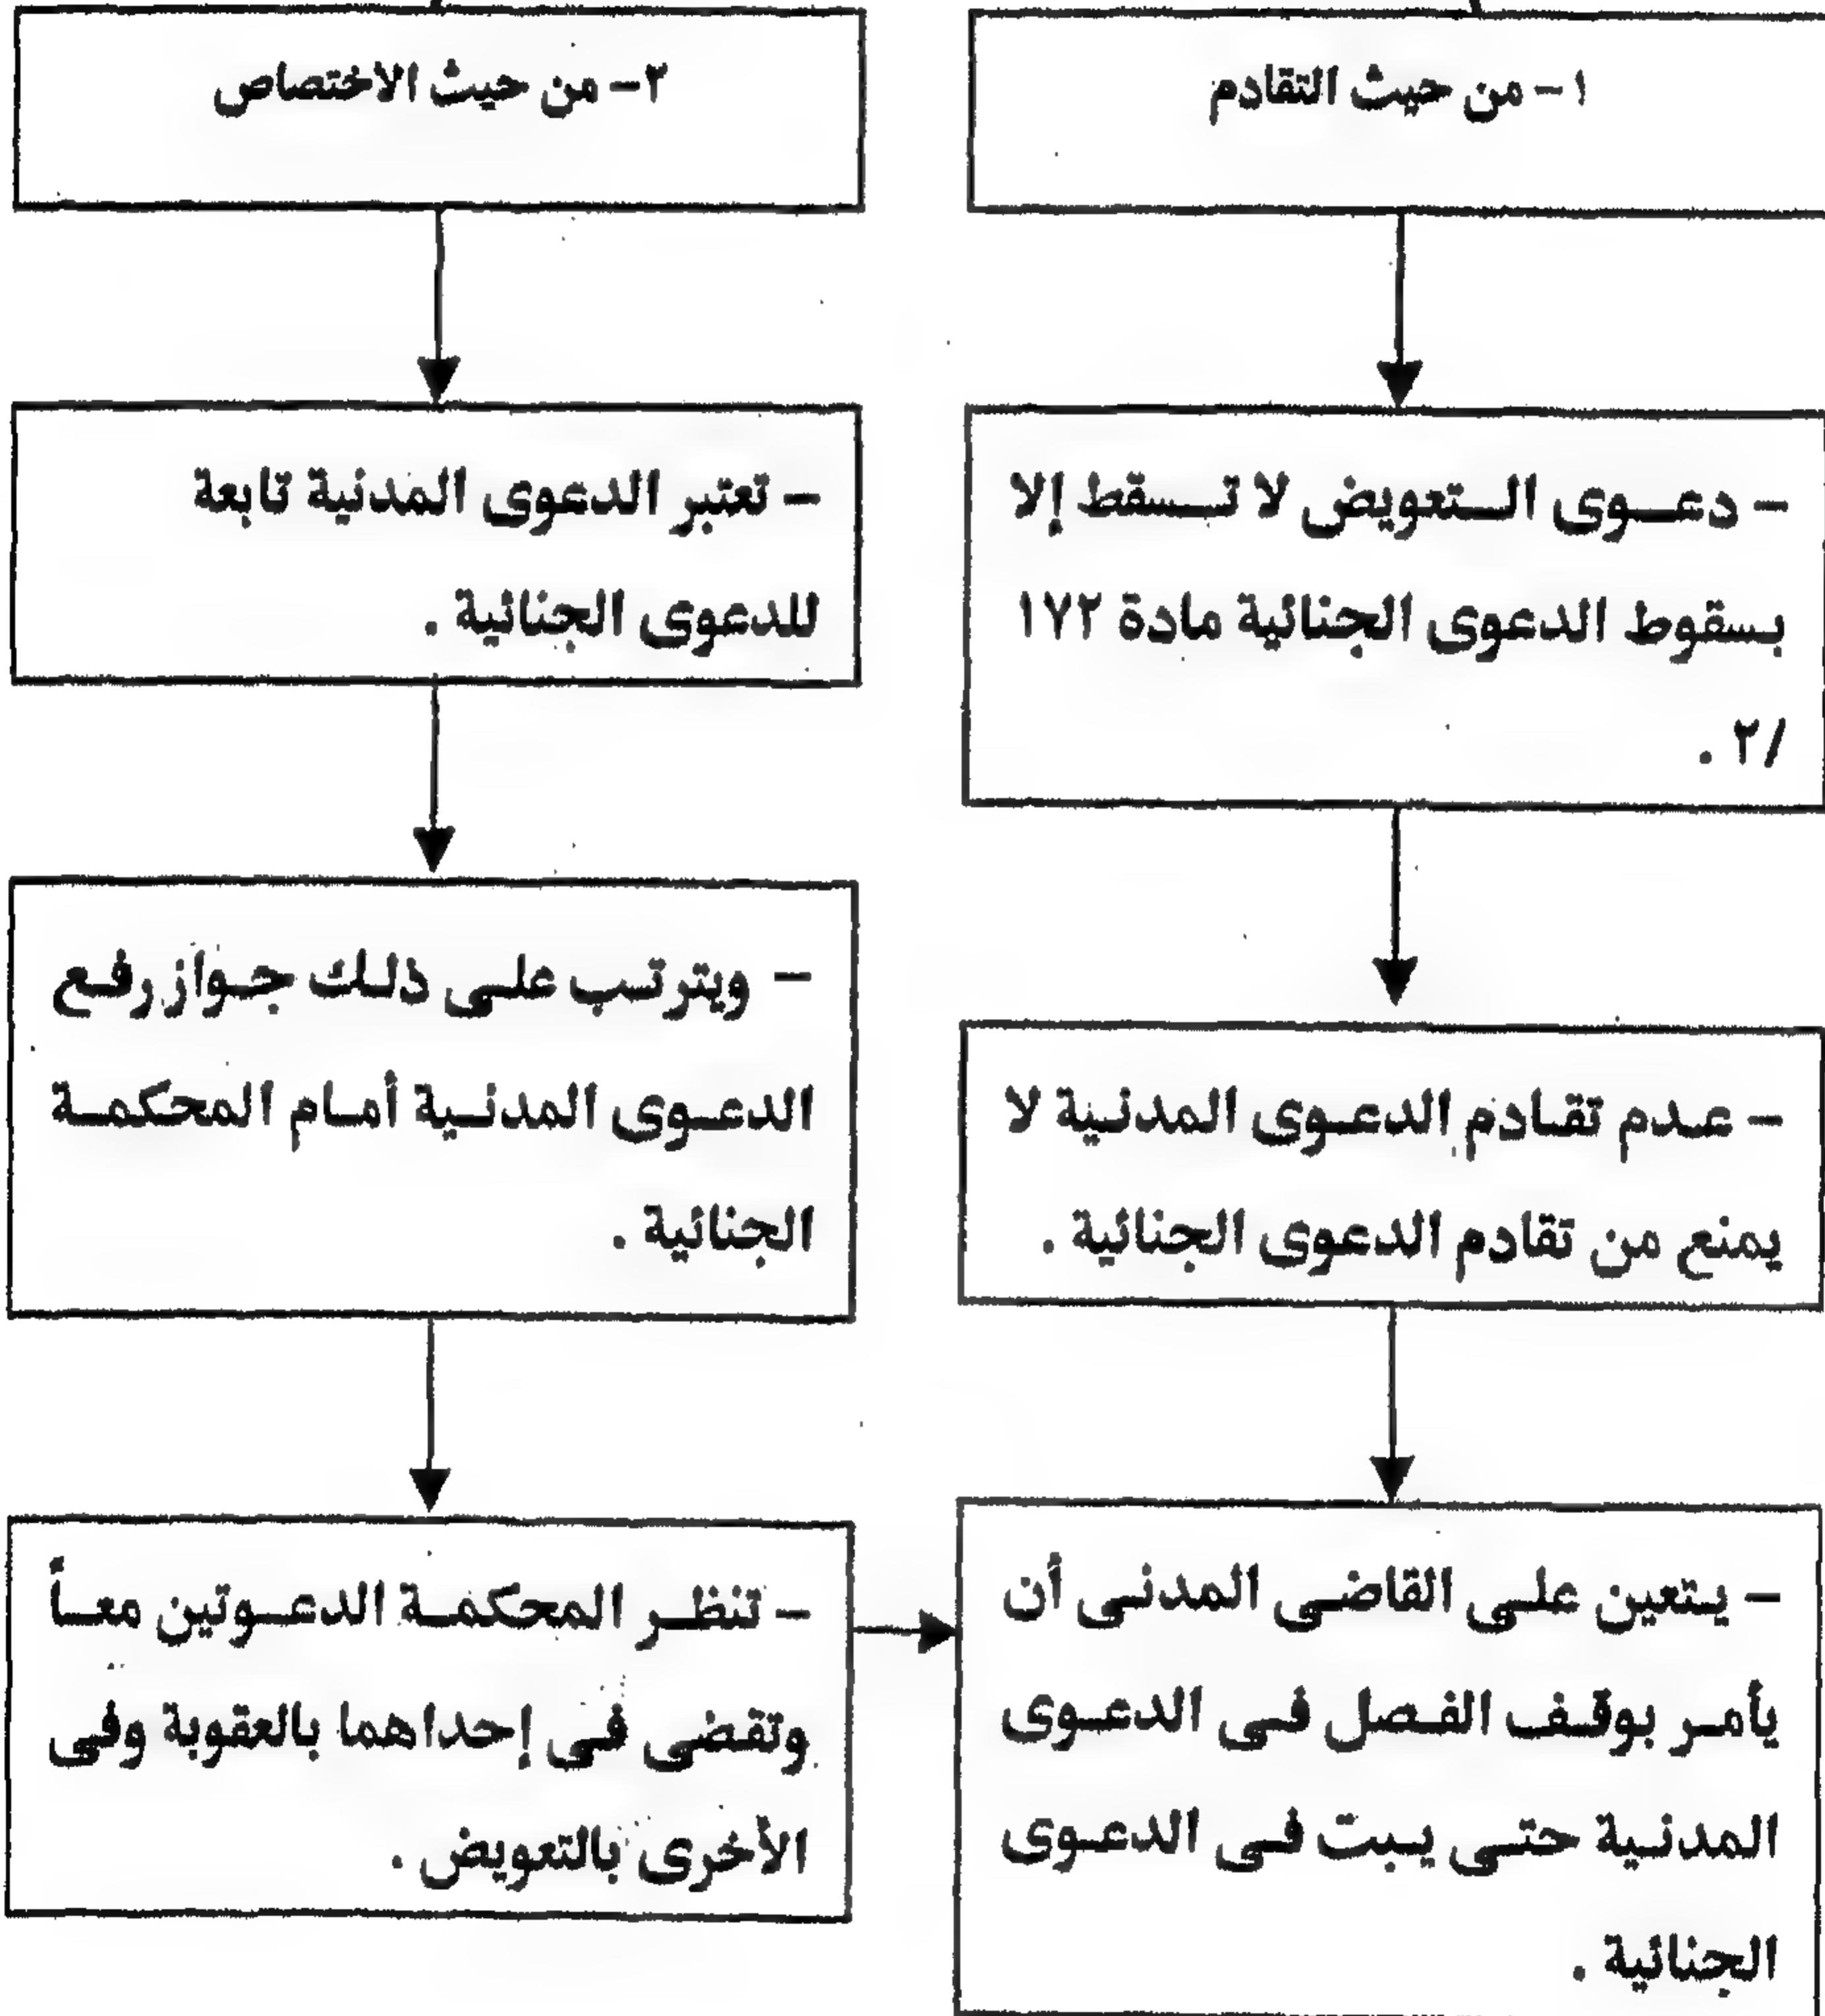 ١- من حيث التقادم
- دعوى التعويض لا تسقط إلا
بسقوط الدعوى الجنائية مادة ١٧٢
/٢ .
- عدم تقادم الدعوى المدنية لا
يمنع من تقادم الدعوى الجنائية .
- يتعين على القاضى المدنى أن
يأمر بوقف الفصل فى الدعوى
المدنية حتى يبت فى الدعوى
الجنائية .
٢- من حيث الاختصاص
- تعتبر الدعوى المدنية تابعة
للدعوى الجنائية .
- ويترتب على ذلك جواز رفع
الدعوى المدنية أمام المحكمة
الجنائية .
- تنظر المحكمة الدعوتين معاً
وتقضى فى إحداهما بالعقوبة وفى
الأخرى بالتعويض .